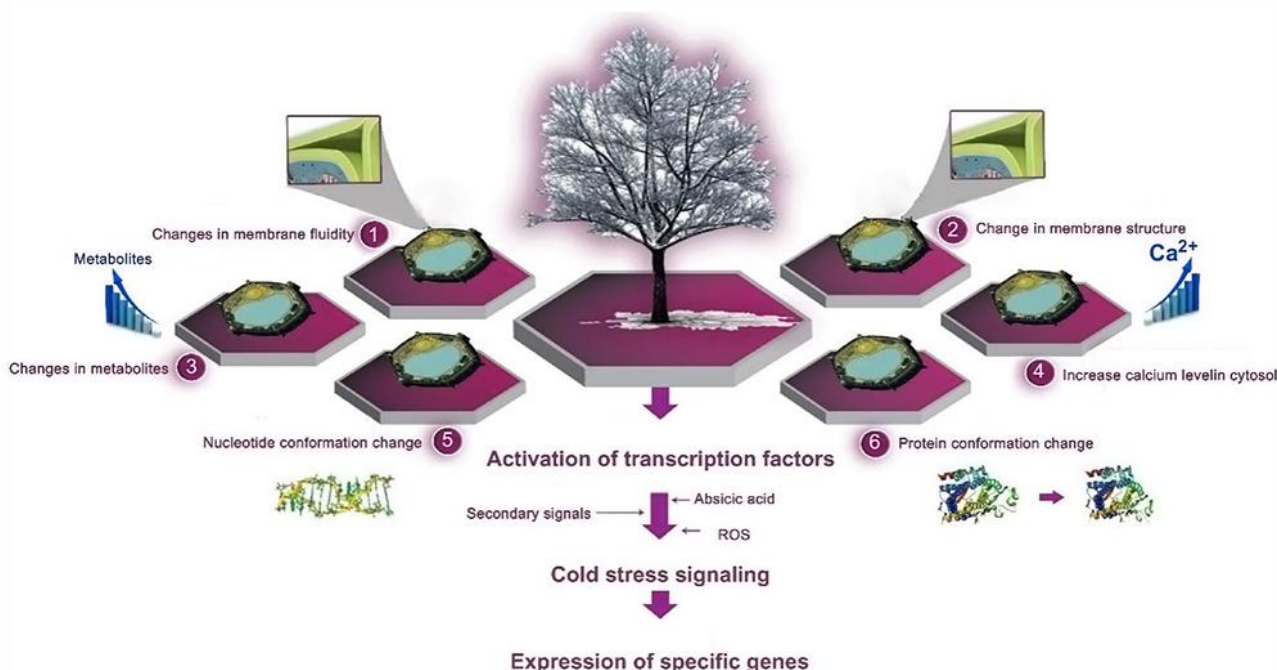 Changes in membrane fluidity 1
2 Change in membrane structure
Metabolites
Ca2+
Changes in metabolites 3
4 Increase calcium levelin cytosol
Nucleotide conformation change 5
6 Protein conformation change
Activation of transcription factors
Absicic acid
Secondary signals
ROS
Cold stress signaling
Expression of specific genes